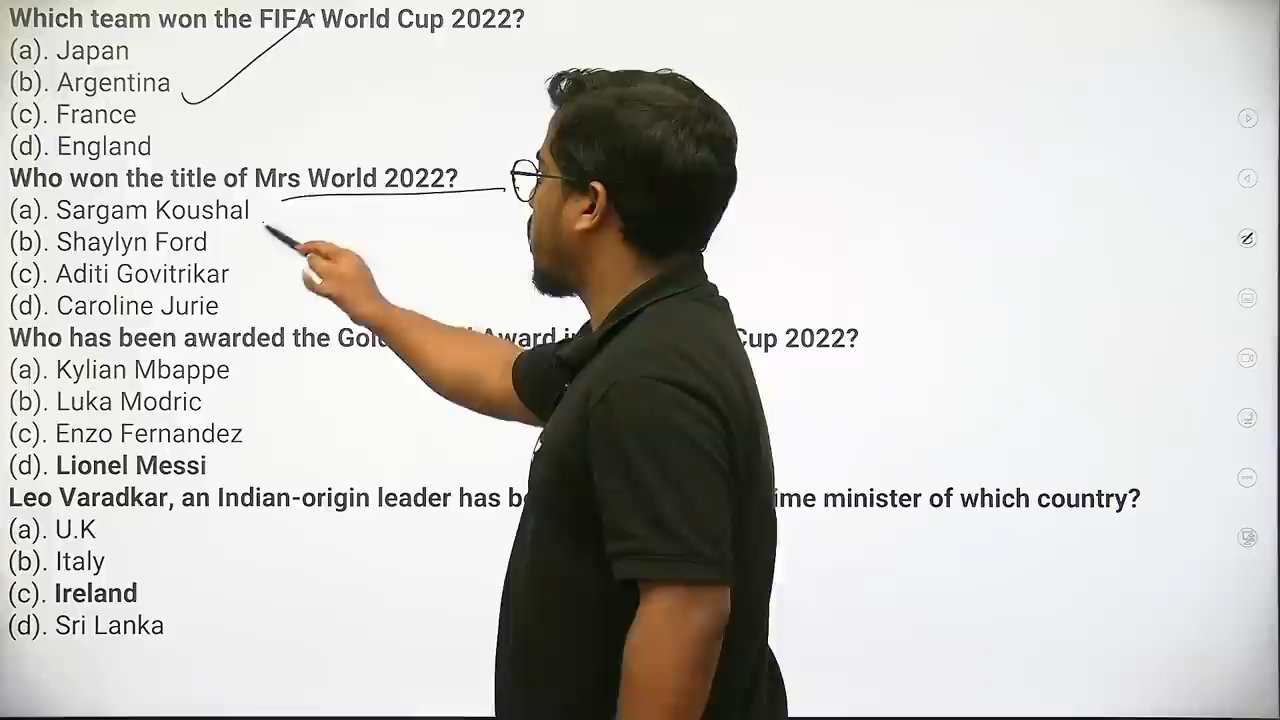 Which team won the FIFA World Cup 2022?
(a). Japan
(b). Argentina
(c). France
(d). England
Who won the title of Mrs World 2022?
(a). Sargam Koushal
(b). Shaylyn Ford
(c). Aditi Govitrikar
(d). Caroline Jurie
Who has been awarded the Award Cup 2022?
(a). Kylian Mbappe
(b). Luka Modric
(c). Enzo Fernandez
(d). Lionel Messi
Leo Varadkar, an Indian-origin leader has minister of which country?
(a). U.K
(b). Italy
(c). Ireland
(d). Sri Lanka